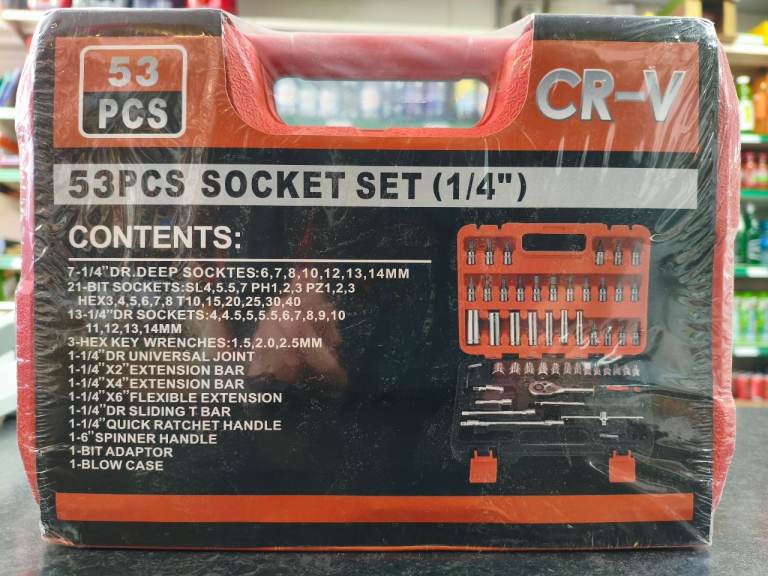 53
PCS
CR-V
53PCS SOCKET SET (1/4")
CONTENTS:
7-1/4"DR.DEEP SOCKTES:6,7,8,10,12,13,14MM
21-BIT SOCKETS:SL4,5.5,7 PH1,2,3 PZ1,2,3
HEX3,4,5,6,7,8 T10,15,20,25,30,40
13-1/4"DR SOCKETS:4,4.5,5,5.5,6,7,8,9,10
11,12,13,14MM
3-HEX KEY WRENCHES:1.5,2.0,2.5MM
1-1/4"DR UNIVERSAL JOINT
1-1/4"X2"EXTENSION BAR
1-1/4"X4"EXTENSION BAR
1-1/4"X6"FLEXIBLE EXTENSION
1-1/4"DR SLIDING T BAR
1-1/4"QUICK RATCHET HANDLE
1-6"SPINNER HANDLE
1-BIT ADAPTOR
1-BLOW CASE